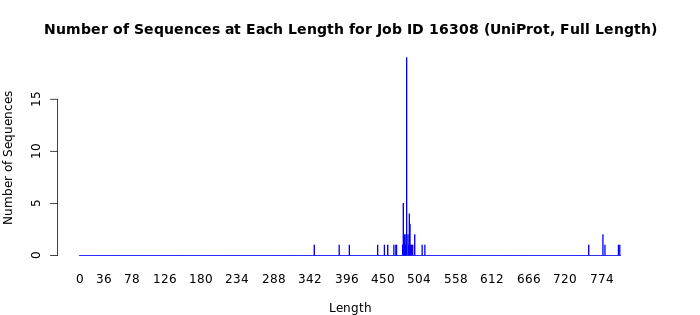 Number of Sequences at Each Length for Job ID 16308 (UniProt, Full Length)
Number of Sequences
15
10
5
0
0 36 78 126 180 234 288 342 396 450 504 558 612 666 720 774
Length